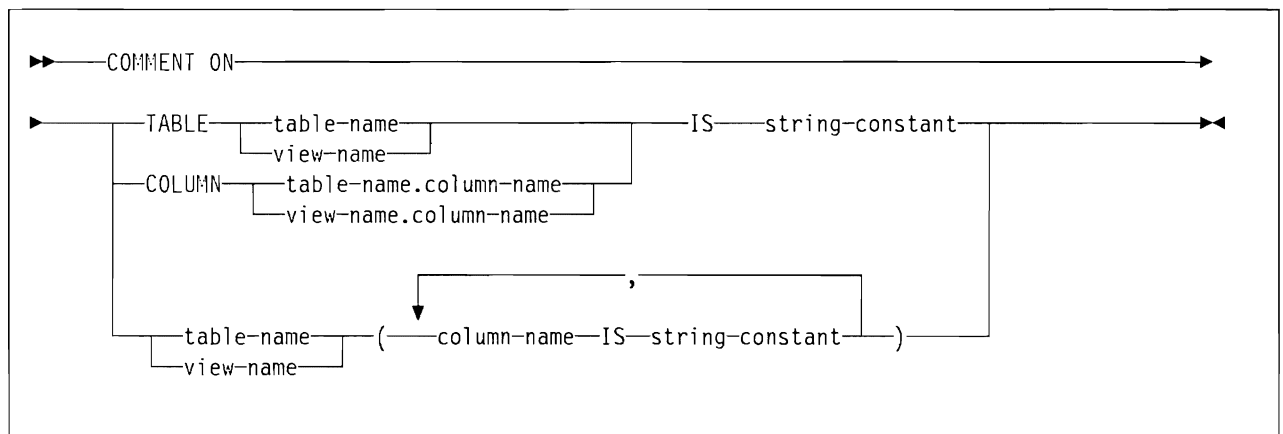 COMMENT ON
TABLE table-name IS string-constant
view-name
COLUMN table-name.column-name
view-name.column-name
,
table-name ( column-name IS string-constant )
view-name